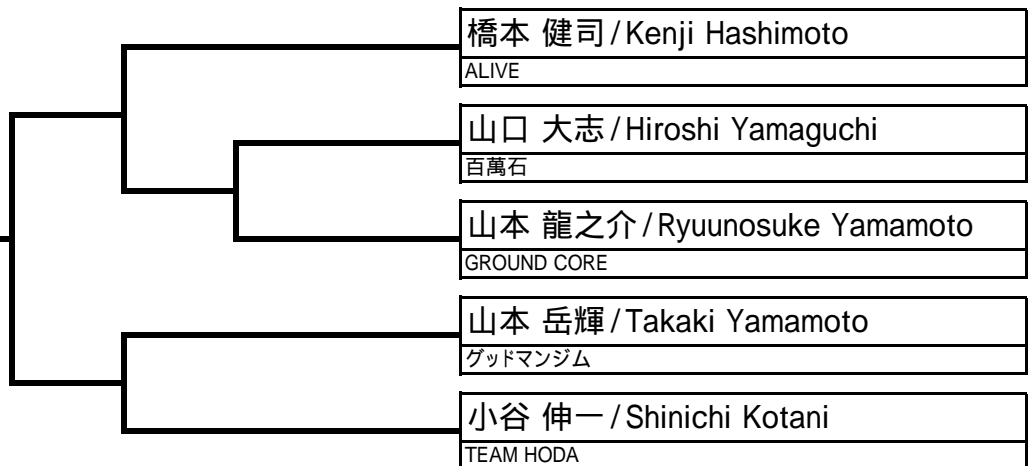 橋本 健司/Kenji Hashimoto
ALIVE
山口 大志/Hiroshi Yamaguchi
百萬石
山本 龍之介/Ryuunosuke Yamamoto
GROUND CORE
山本 岳輝/Takaki Yamamoto
グッドマンジム
小谷 伸一/Shinichi Kotani
TEAM HODA